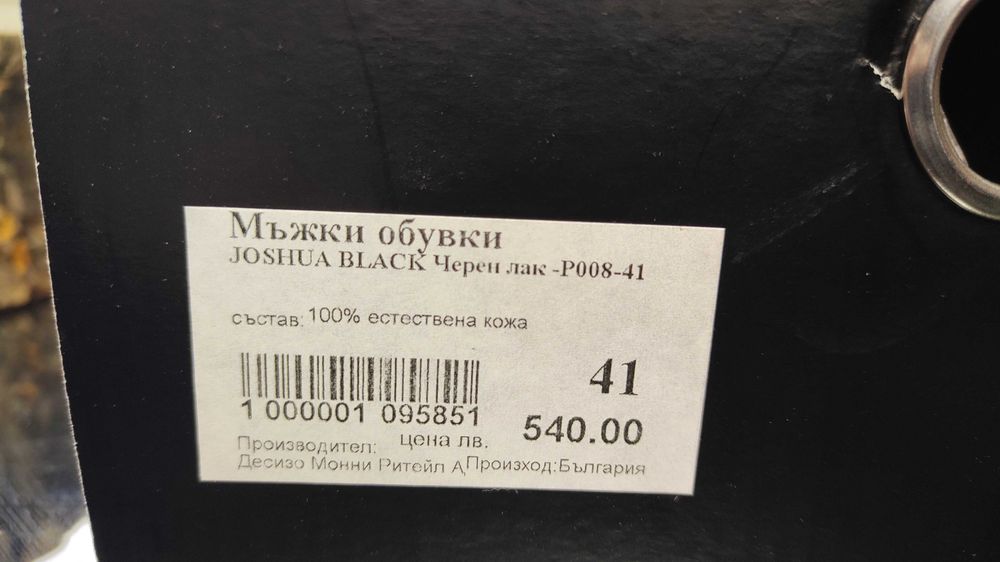 Мъжки обувки
JOSHUA BLACK Черен лак -P008-41
състав: 100% естествена кожа
41
1 000001 095851
цена лв. 540.00
Производител:
Десизо Монни Ритейл А Произход:България